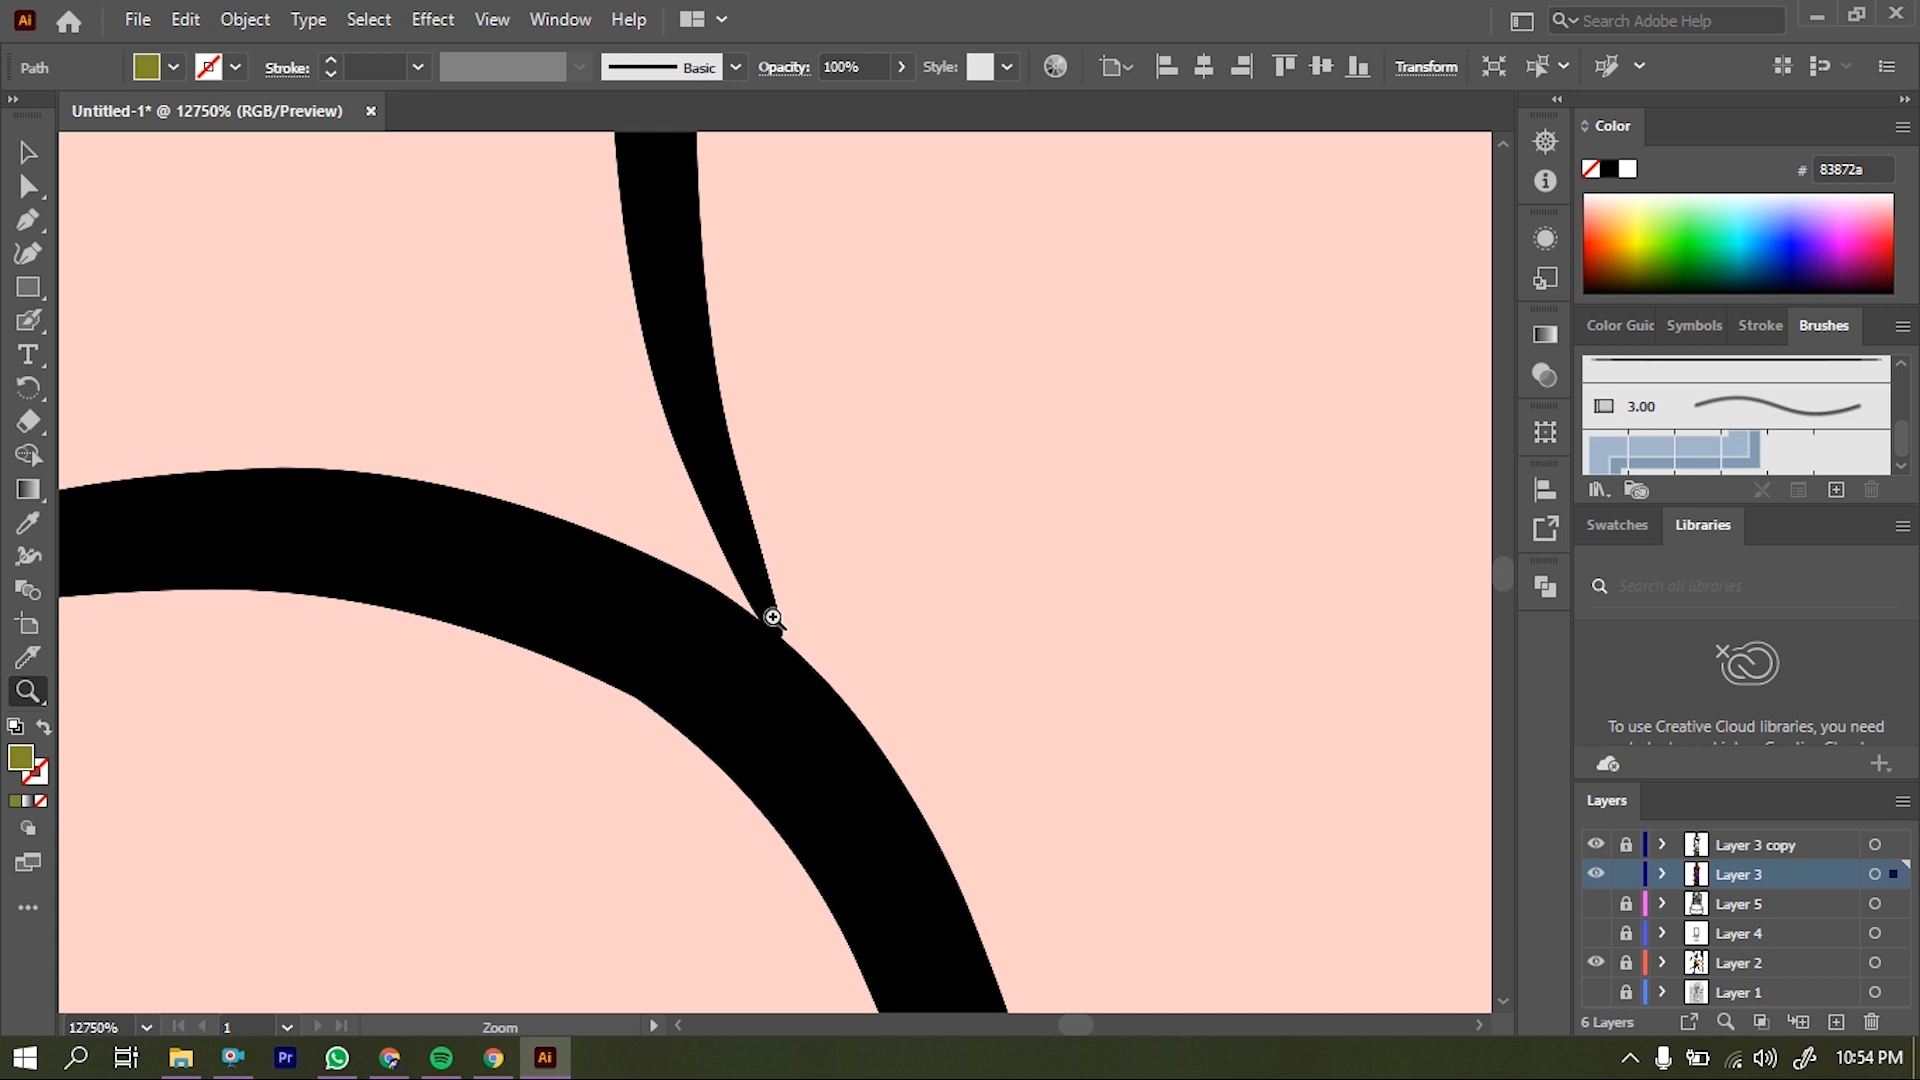 Ai File Edit Object Type Select Effect View Window Help Search Adobe Help
Path Stroke: Basic Opacity: 100% Style: Transform
Untitled-1* @ 12750% (RGB/Preview)
Color
# 83872a
Color Guic Symbols Stroke Brushes
3.00
Swatches Libraries
Search all libraries
To use Creative Cloud libraries, you need
Layers
Layer 3 copy
Layer 3
Layer 5
Layer 4
Layer 2
Layer 1
6 Layers
12750% 1 Zoom
Pr Ai 10:54 PM